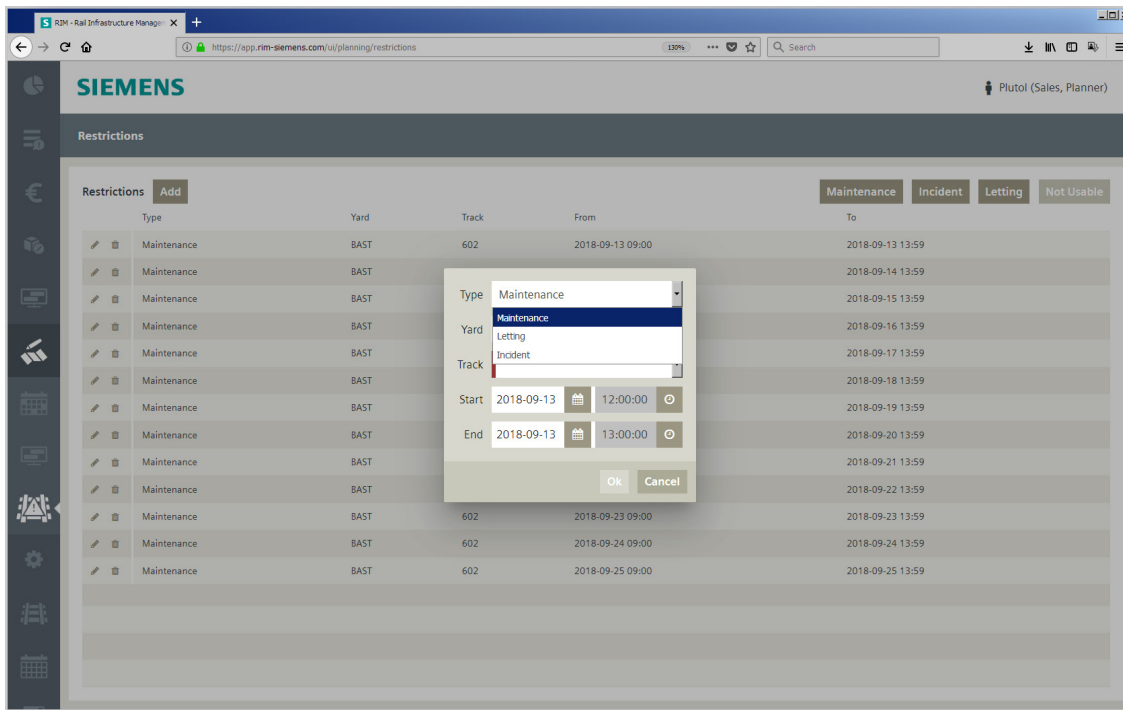 S RIM - Rail Infrastructure Manager X +
https://app.rim-siemens.com/ui/planning/restrictions 130% Search
SIEMENS
Plutol (Sales, Planner)
Restrictions
Restrictions Add Maintenance Incident Letting Not Usable
Type Yard Track From To
Maintenance BAST 602 2018-09-13 09:00 2018-09-13 13:59
Maintenance BAST 2018-09-14 13:59
Maintenance BAST 2018-09-15 13:59
Maintenance BAST 2018-09-16 13:59
Maintenance BAST 2018-09-17 13:59
Maintenance BAST 2018-09-18 13:59
Maintenance BAST 2018-09-19 13:59
Maintenance BAST 2018-09-20 13:59
Maintenance BAST 2018-09-21 13:59
Maintenance BAST 2018-09-22 13:59
Maintenance BAST 602 2018-09-23 09:00 2018-09-23 13:59
Maintenance BAST 602 2018-09-24 09:00 2018-09-24 13:59
Maintenance BAST 602 2018-09-25 09:00 2018-09-25 13:59
Type Maintenance
Maintenance
Yard
Letting
Incident
Track
Start 2018-09-13 12:00:00
End 2018-09-13 13:00:00
Ok Cancel